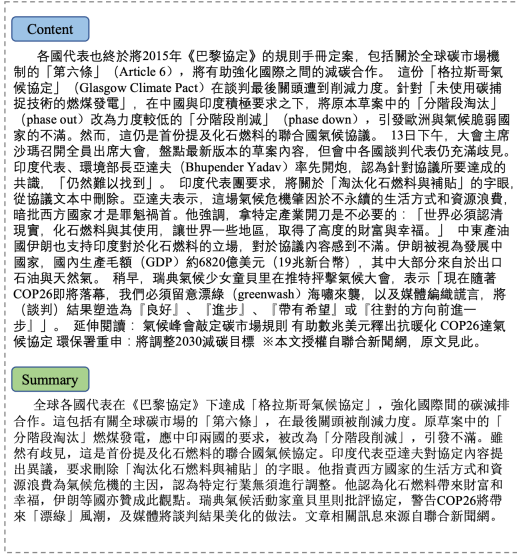 Content
各國代表也終於將2015年《巴黎協定》的規則手冊定案，包括關於全球碳市場機
制的「第六條」（Article 6），將有助強化國際之間的減碳合作。 這份「格拉斯哥氣
候協定」（Glasgow Climate Pact）在談判最後關頭遭到削減力度。針對「未使用碳捕
捉技術的燃煤發電」，在中國與印度積極要求之下，將原本草案中的「分階段淘汰」
（phase out）改為力度較低的「分階段削減」（phase down），引發歐洲與氣候脆弱國
家的不滿。然而，這仍是首份提及化石燃料的聯合國氣候協議。 13日下午，大會主席
沙瑪召開全員出席大會，盤點最新版本的草案內容，但會中各國談判代表仍充滿歧見。
印度代表、環境部長亞達夫（Bhupender Yadav）率先開炮，認為針對協議所要達成的
共識，「仍然難以找到」。 印度代表團要求，將關於「淘汰化石燃料與補貼」的字眼，
從協議文本中刪除。亞達夫表示，這場氣候危機肇因於不永續的生活方式和資源浪費，
暗批西方國家才是罪魁禍首。他強調，拿特定產業開刀是不必要的：「世界必須認清
現實，化石燃料與其使用，讓世界一些地區，取得了高度的財富與幸福。」 中東產油
國伊朗也支持印度對於化石燃料的立場，對於協議內容感到不滿。伊朗被視為發展中
國家，國內生產毛額（GDP）約6820億美元（19兆新台幣），其中大部分來自於出口
石油與天然氣。 稍早，瑞典氣候少女童貝里在推特抨擊氣候大會，表示「現在隨著
COP26即將落幕，我們必須留意漂綠（greenwash）海嘯來襲，以及媒體編織謊言，將
（談判）結果塑造為『良好』、『進步』、『帶有希望』或『往對的方向前進一
步』」。 延伸閱讀： 氣候峰會敲定碳市場規則 有助數兆美元釋出抗暖化 COP26達氣
候協定 環保署重申：將調整2030減碳目標 ※本文授權自聯合新聞網，原文見此。
Summary
全球各國代表在《巴黎協定》下達成「格拉斯哥氣候協定」，強化國際間的碳減排
合作。這包括有關全球碳市場的「第六條」，在最後關頭被削減力度。原草案中的「
分階段淘汰」燃煤發電，應中印兩國的要求，被改為「分階段削減」，引發不滿。雖
然有歧見，這是首份提及化石燃料的聯合國氣候協定。印度代表亞達夫對協定內容提
出異議，要求刪除「淘汰化石燃料與補貼」的字眼。他指責西方國家的生活方式和資
源浪費為氣候危機的主因，認為特定行業無須進行調整。他認為化石燃料帶來財富和
幸福，伊朗等國亦贊成此觀點。瑞典氣候活動家童貝里則批評協定，警告COP26將帶
來「漂綠」風潮，及媒體將談判結果美化的做法。文章相關訊息來源自聯合新聞網。